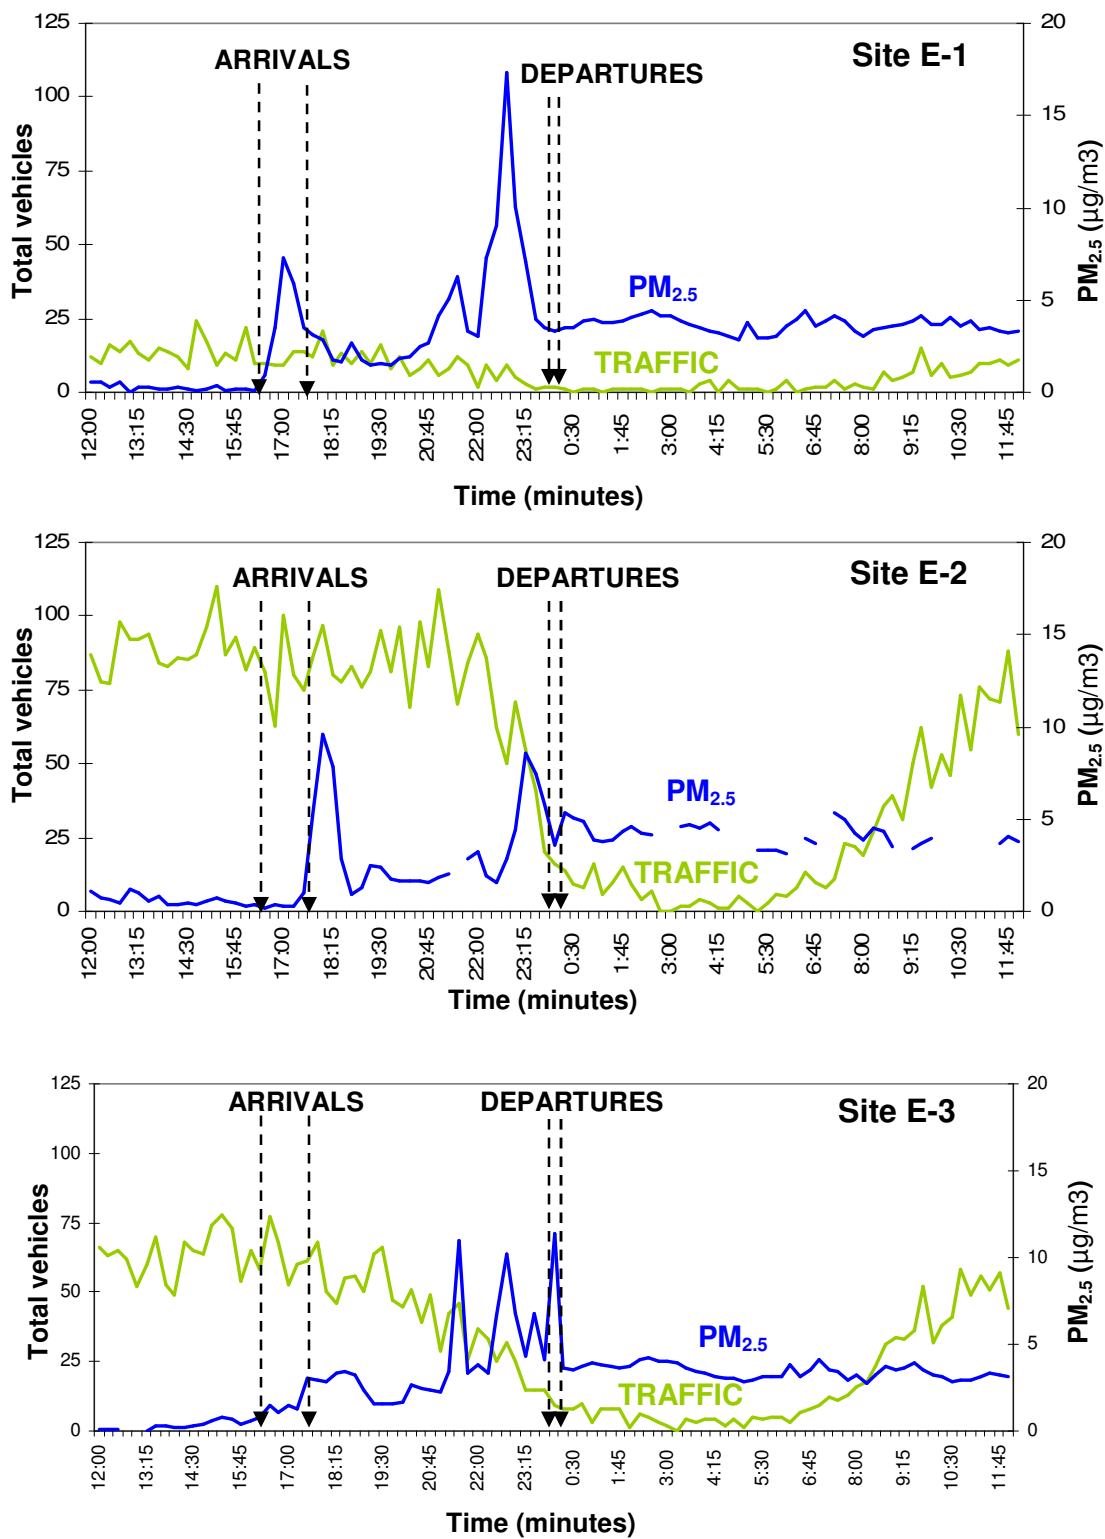 Site E-1
ARRIVALS
DEPARTURES
125
100
75
50
25
0
20
15
10
5
0
Total vehicles
PM2.5 (µg/m3)
PM2.5
TRAFFIC
12:00 13:15 14:30 15:45 17:00 18:15 19:30 20:45 22:00 23:15 0:30 1:45 3:00 4:15 5:30 6:45 8:00 9:15 10:30 11:45
Time (minutes)
Site E-2
ARRIVALS
DEPARTURES
125
100
75
50
25
0
20
15
10
5
0
Total vehicles
PM2.5 (µg/m3)
PM2.5
TRAFFIC
12:00 13:15 14:30 15:45 17:00 18:15 19:30 20:45 22:00 23:15 0:30 1:45 3:00 4:15 5:30 6:45 8:00 9:15 10:30 11:45
Time (minutes)
Site E-3
ARRIVALS
DEPARTURES
125
100
75
50
25
0
20
15
10
5
0
Total vehicles
PM2.5 (µg/m3)
PM2.5
TRAFFIC
12:00 13:15 14:30 15:45 17:00 18:15 19:30 20:45 22:00 23:15 0:30 1:45 3:00 4:15 5:30 6:45 8:00 9:15 10:30 11:45
Time (minutes)